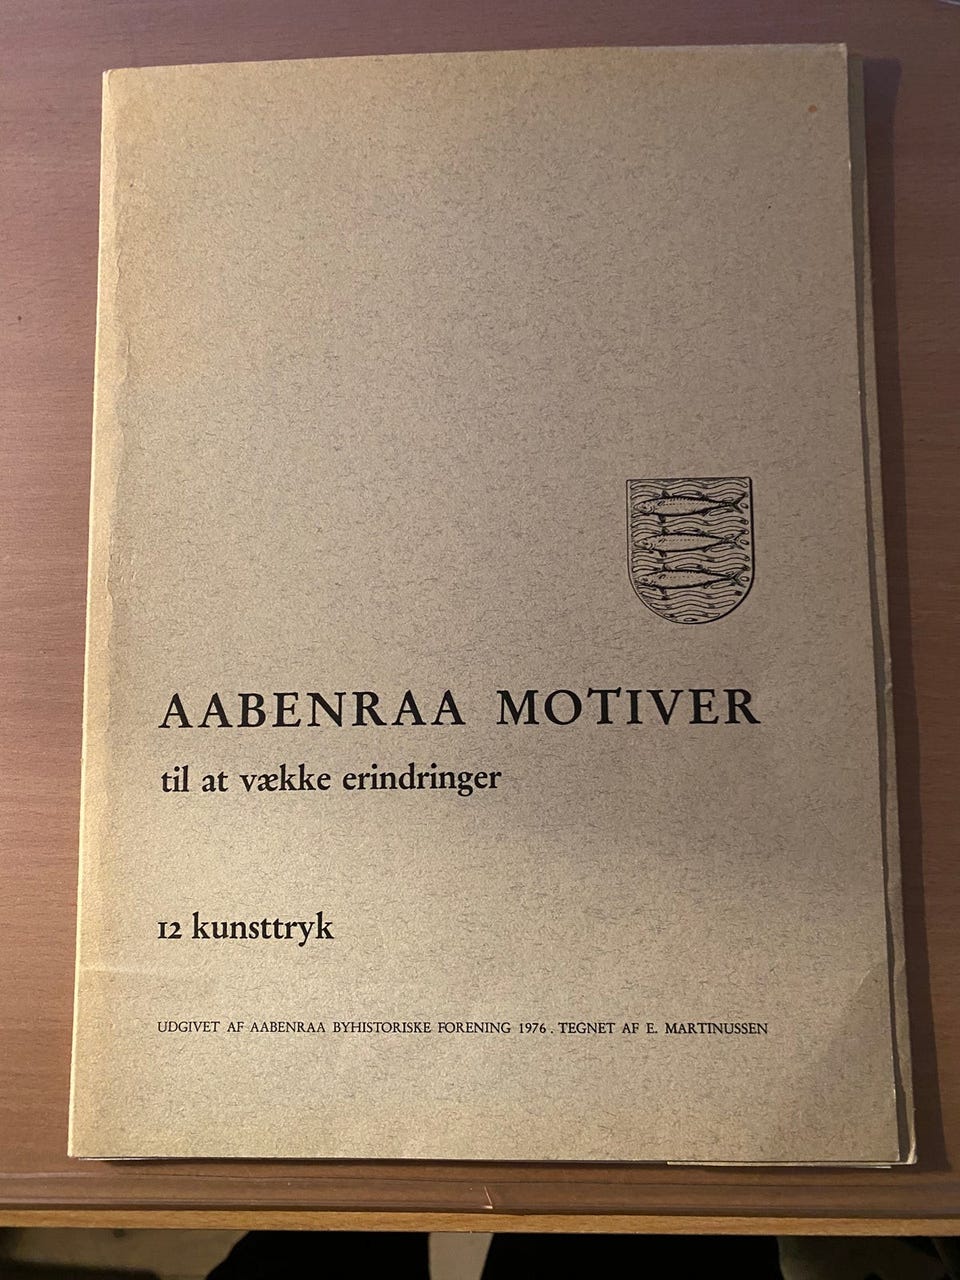 AABENRAA MOTIVER
til at vække erindringer
12 kunsttryk
UDGIVET AF AABENRAA BYHISTORISKE FORENING 1976. TEGNET AF E. MARTINUSSEN